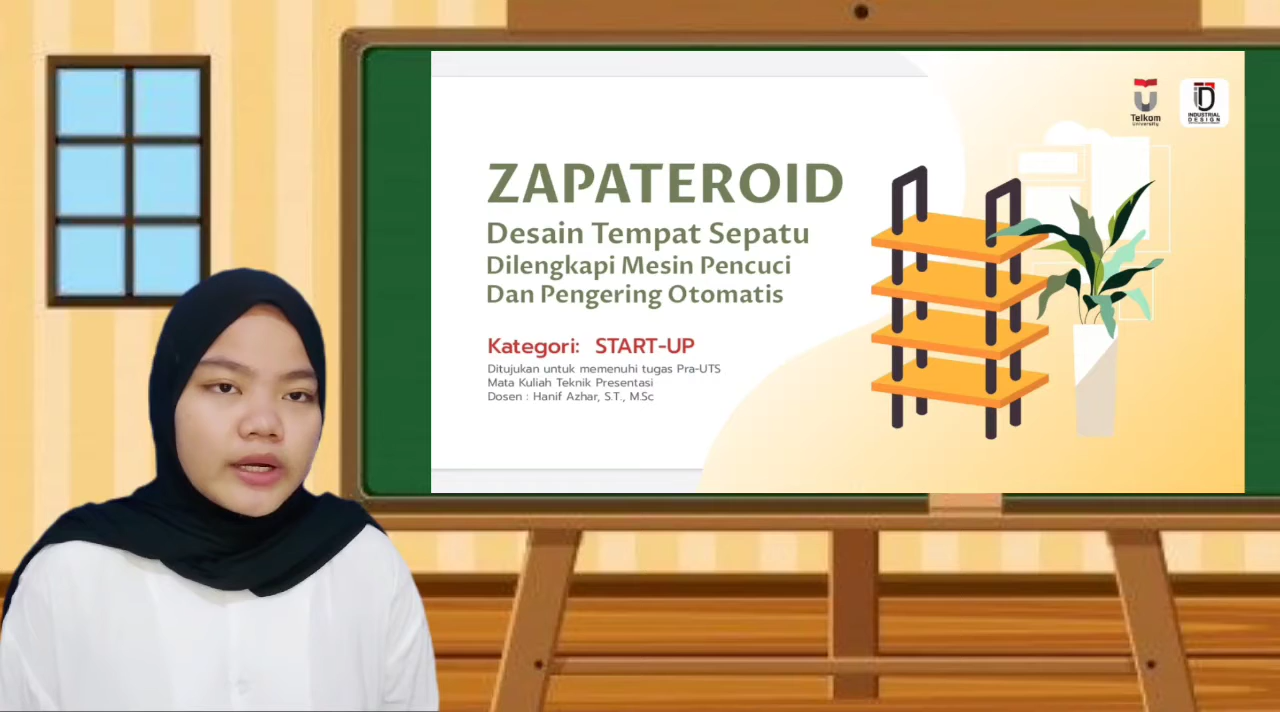 Telkom
University
INDUSTRIAL
DESIGN
ZAPATEROID
Desain Tempat Sepatu
Dilengkapi Mesin Pencuci
Dan Pengering Otomatis
Kategori: START-UP
Ditujukan untuk memenuhi tugas Pra-UTS
Mata Kuliah Teknik Presentasi
Dosen : Hanif Azhar, S.T., M.Sc